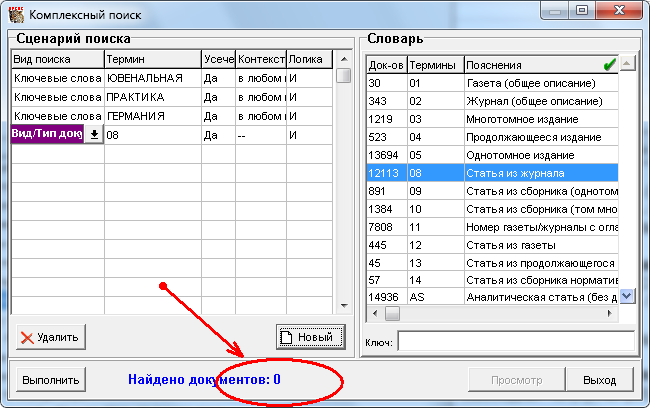 Комплексный поиск
Сценарий поиска
Вид поиска Термин Усече Контекст Логика
Ключевые слова ЮВЕНАЛЬНАЯ Да в любом И
Ключевые слова ПРАКТИКА Да в любом И
Ключевые слова ГЕРМАНИЯ Да в любом И
Вид/Тип доку 08 Да -- И
Удалить
Новый
Словарь
Док-ов Термины Пояснения
30 01 Газета (общее описание)
343 02 Журнал (общее описание)
1219 03 Многотомное издание
523 04 Продолжающееся издание
13694 05 Однотомное издание
12113 08 Статья из журнала
891 09 Статья из сборника (однотом
1384 10 Статья из сборника (том мно
7808 11 Номер газеты/журналы с огла
445 12 Статья из газеты
45 13 Статья из продолжающегося
57 14 Статья из сборника норматив
14936 AS Аналитическая статья (без д
Ключ:
Выполнить
Найдено документов: 0
Просмотр
Выход